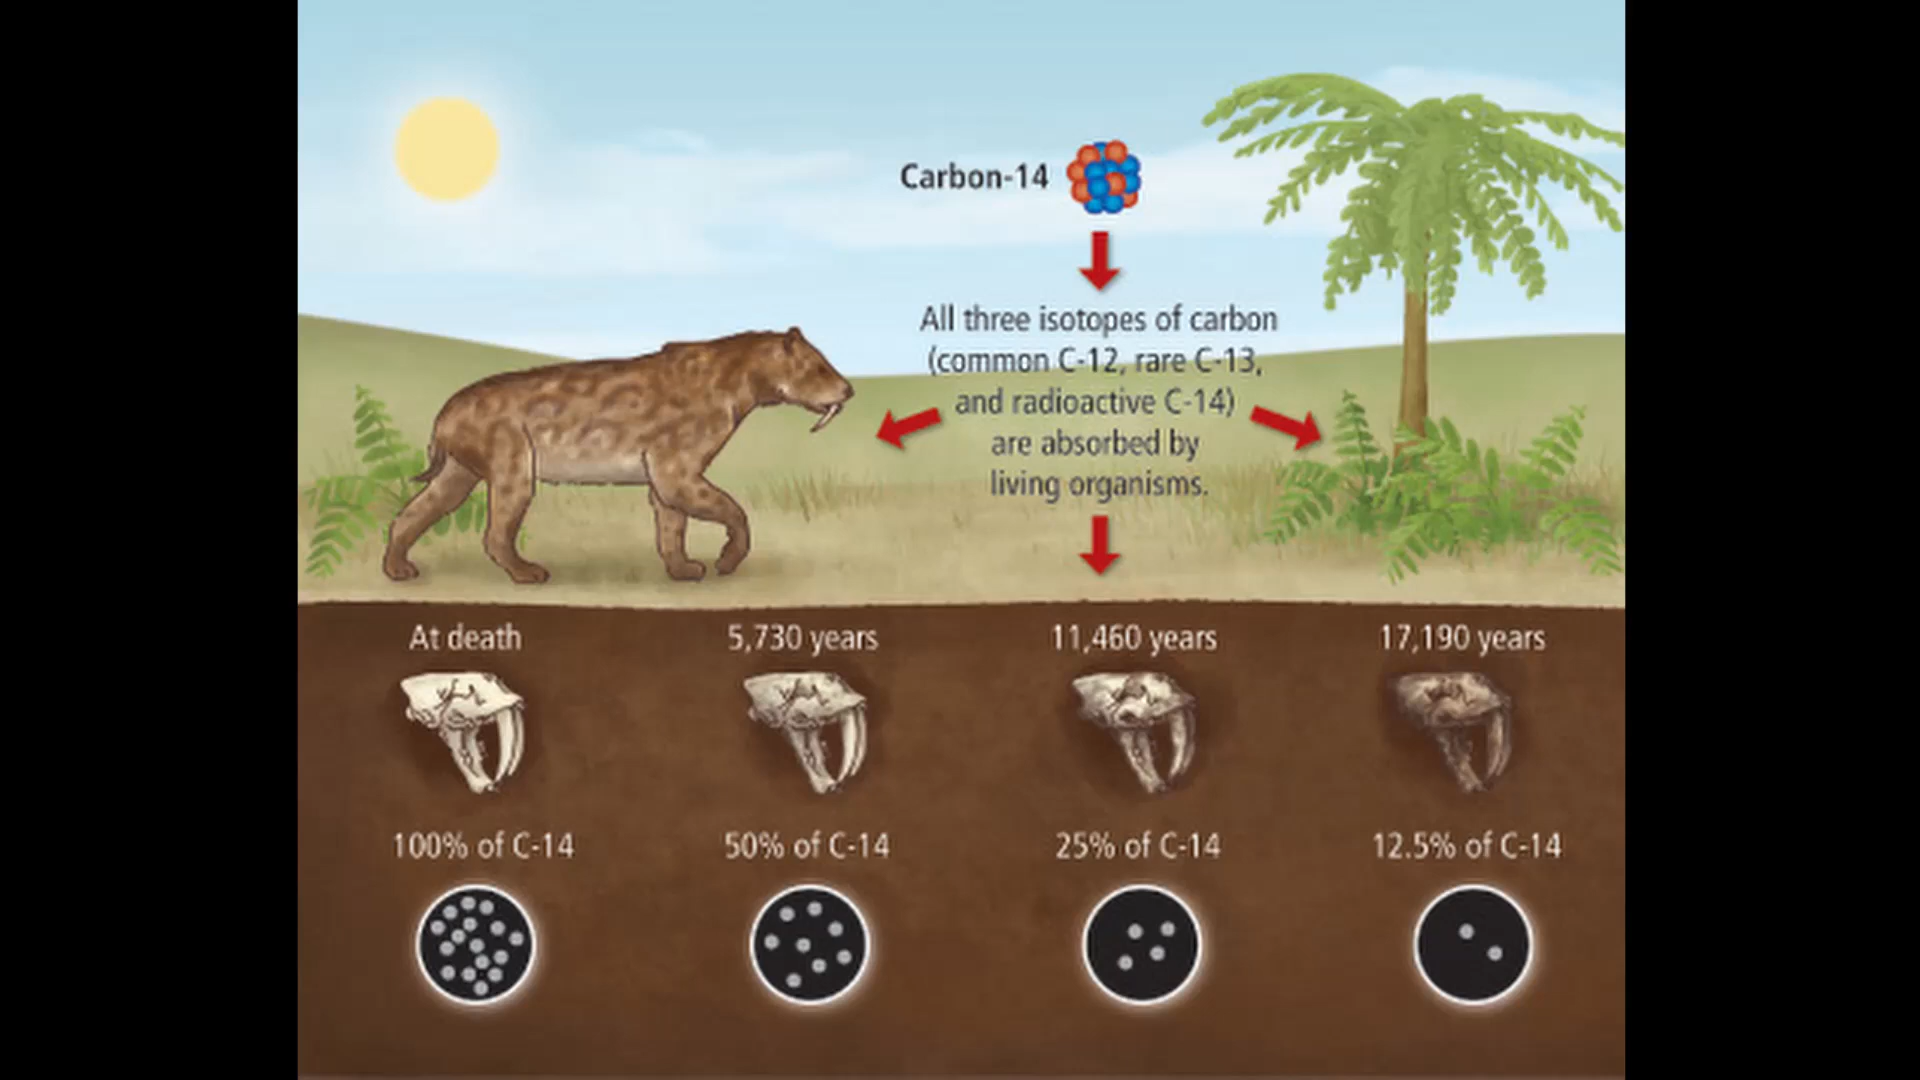 Carbon-14
All three isotopes of carbon
(common C-12, rare C-13,
and radioactive C-14)
are absorbed by
living organisms.
At death
5,730 years
11,460 years
17,190 years
100% of C-14
50% of C-14
25% of C-14
12.5% of C-14